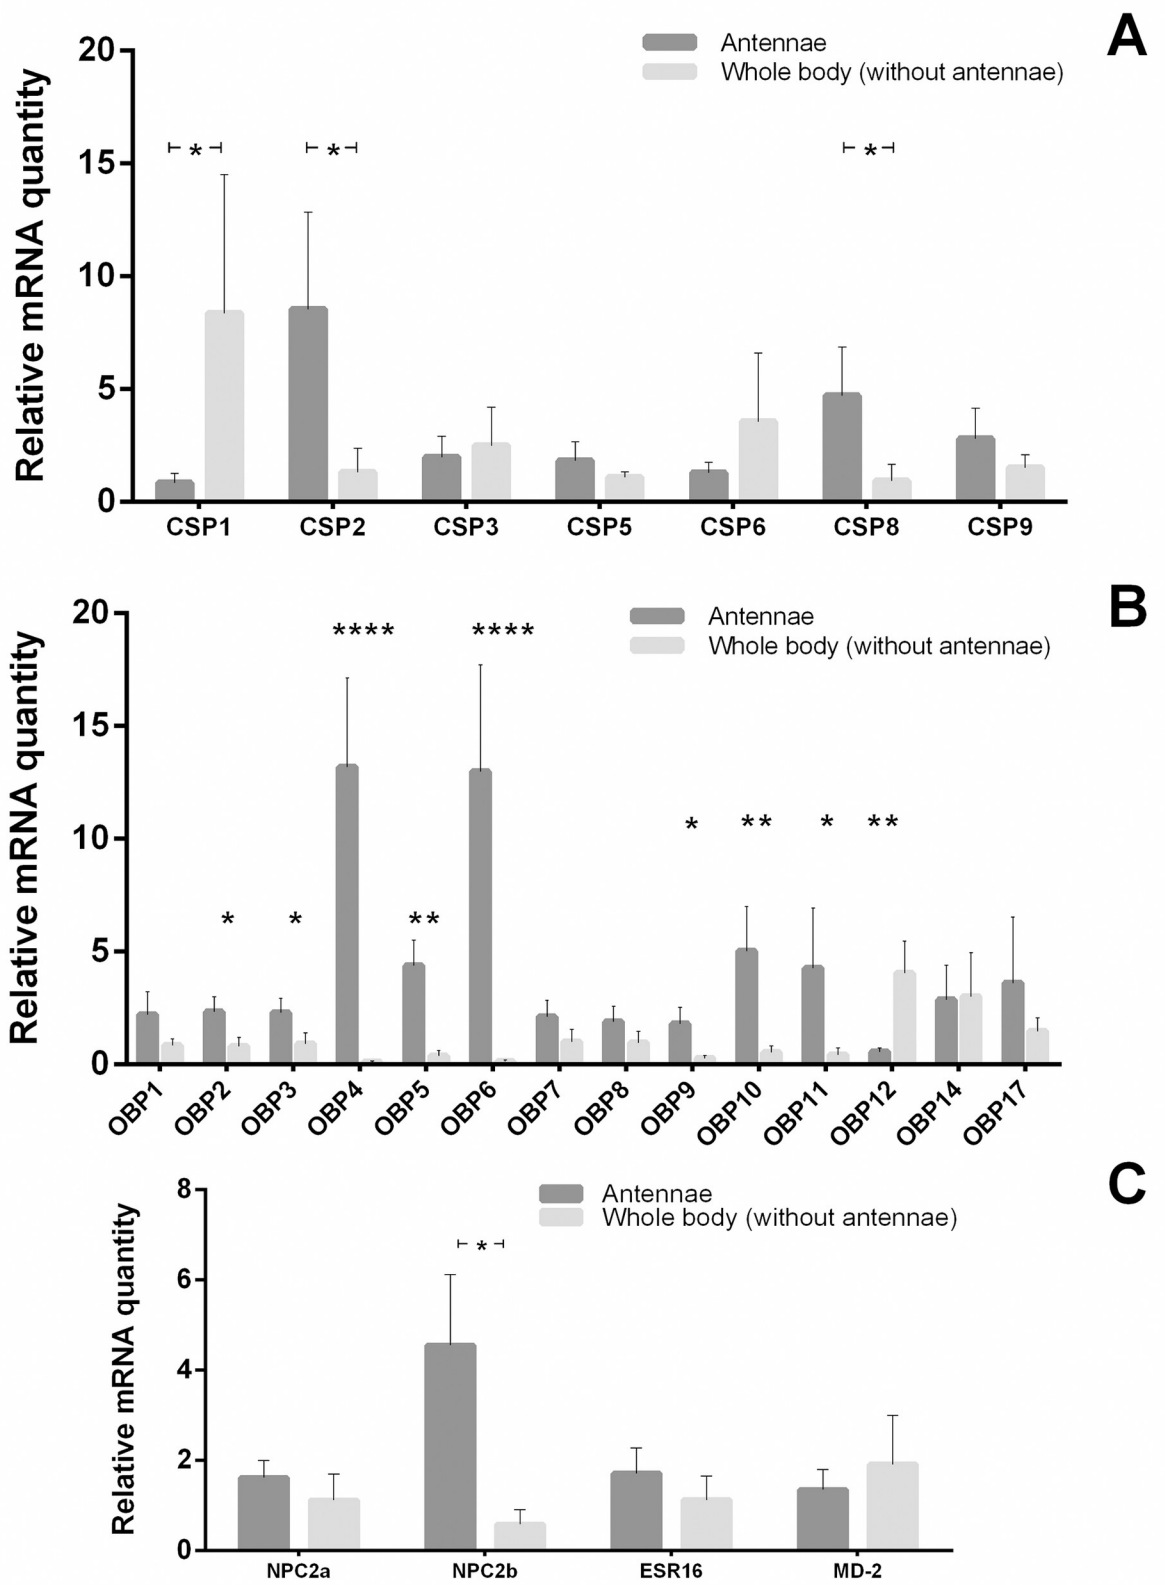 A
Antennae
Whole body (without antennae)
Relative mRNA quantity
20
15
10
5
0
* * *
CSP1 CSP2 CSP3 CSP5 CSP6 CSP8 CSP9
B
Antennae
Whole body (without antennae)
Relative mRNA quantity
20
15
10
5
0
**** ****
* ** * **
* * **
OBP1 OBP2 OBP3 OBP4 OBP5 OBP6 OBP7 OBP8 OBP9 OBP10 OBP11 OBP12 OBP14 OBP17
C
Antennae
Whole body (without antennae)
Relative mRNA quantity
8
6
4
2
0
*
NPC2a NPC2b ESR16 MD-2